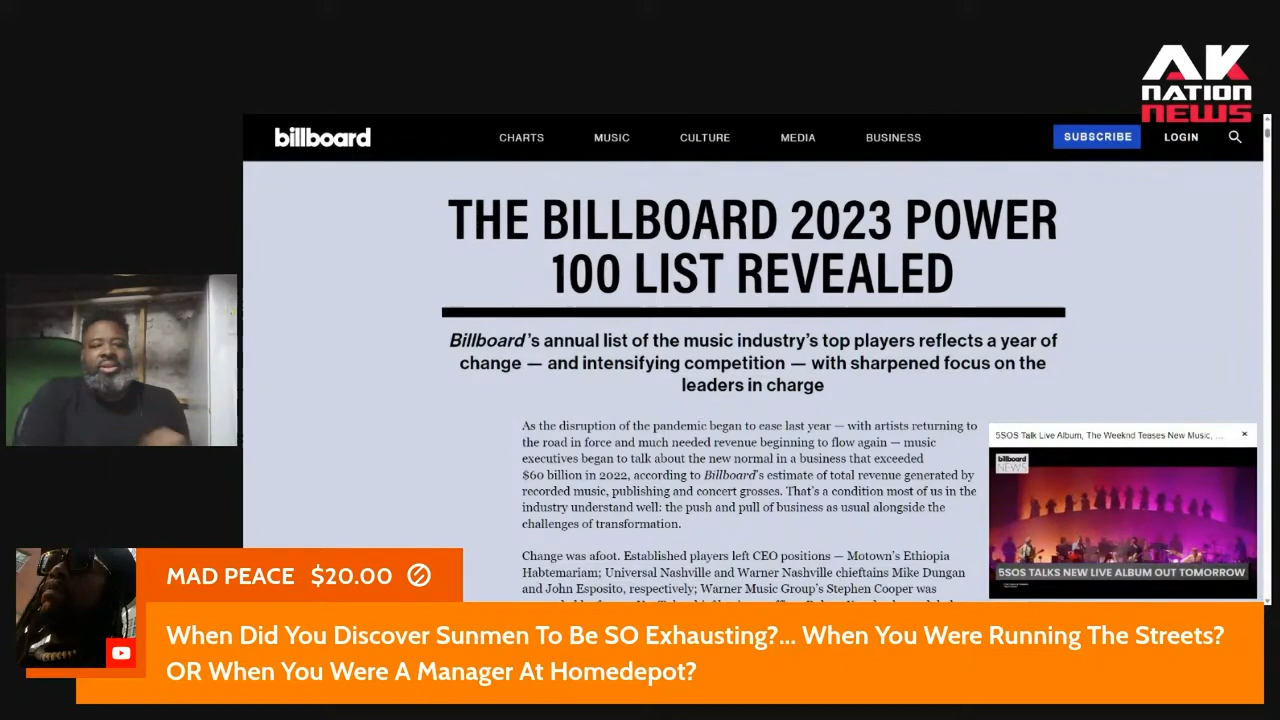 AK
NATION
NEWS
billboard
CHARTS
MUSIC
CULTURE
MEDIA
BUSINESS
SUBSCRIBE
LOGIN
THE BILLBOARD 2023 POWER
100 LIST REVEALED
Billboard's annual list of the music industry's top players reflects a year of
change — and intensifying competition — with sharpened focus on the
leaders in charge
As the disruption of the pandemic began to ease last year — with artists returning to
the road in force and much needed revenue beginning to flow again — music
executives began to talk about the new normal in a business that exceeded
$60 billion in 2022, according to Billboard's estimate of total revenue generated by
recorded music, publishing and concert grosses. That's a condition most of us in the
industry understand well: the push and pull of business as usual alongside the
challenges of transformation.
Change was afoot. Established players left CEO positions — Motown's Ethiopia
Habtemariam; Universal Nashville and Warner Nashville chieftains Mike Dungan
and John Esposito, respectively; Warner Music Group's Stephen Cooper was
5SOS Talk Live Album, The Weeknd Teases New Music, ...
billboard
NEWS
5SOS TALKS NEW LIVE ALBUM OUT TOMORROW
MAD PEACE $20.00
When Did You Discover Sunmen To Be SO Exhausting?... When You Were Running The Streets?
OR When You Were A Manager At Homedepot?